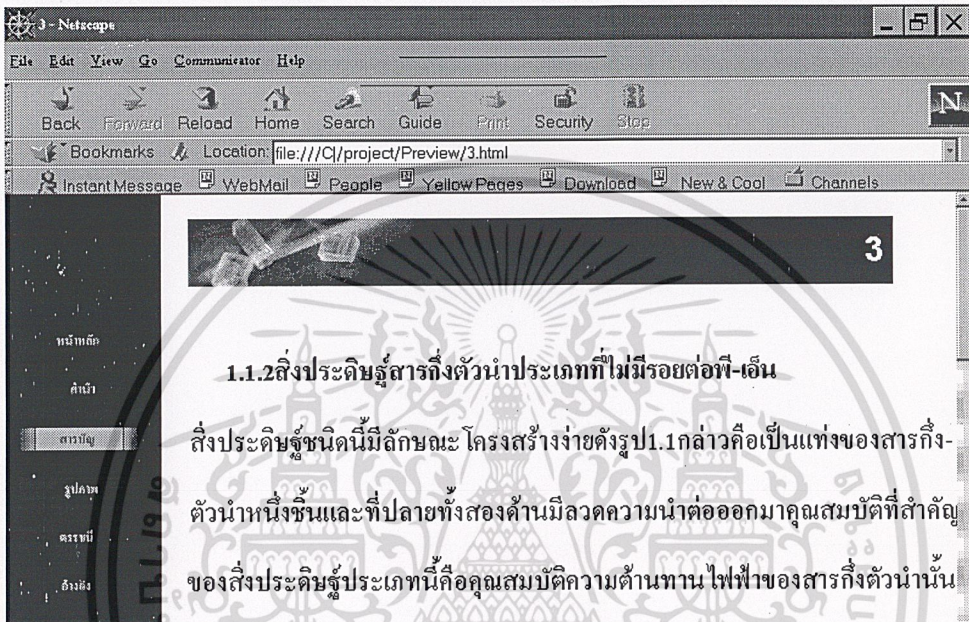 3 - Netscape
File Edit View Go Communicator Help
Back Forward Reload Home Search Guide Print Security Stop
N
Bookmarks Location: file:///C|/project/Preview/3.html
Instant Message WebMail People Yellow Pages Download New & Cool Channels
3
หน้าหลัก
คำนำ
สารบัญ
รูปภาพ
ดรรชนี
อ้างอิง
1.1.2สิ่งประดิษฐ์สารกึ่งตัวนำประเภทที่ไม่มีรอยต่อพี-เอ็น
สิ่งประดิษฐ์ชนิดนี้มีลักษณะโครงสร้างง่ายดังรูป1.1กล่าวคือเป็นแท่งของสารกึ่ง-
ตัวนำหนึ่งชิ้นและที่ปลายทั้งสองด้านมีลวดความนำต่อออกมาคุณสมบัติที่สำคัญ
ของสิ่งประดิษฐ์ประเภทนี้คือคุณสมบัติความต้านทานไฟฟ้าของสารกึ่งตัวนำนั้น